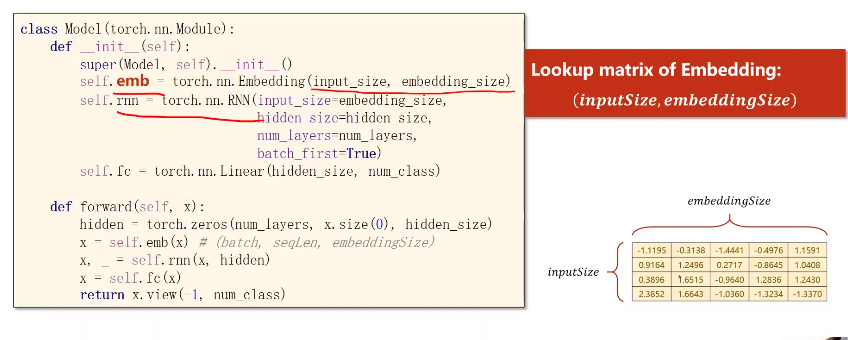 class Model(torch.nn.Module):
def __init__(self):
super(Model, self).__init__()
self.emb = torch.nn.Embedding(input_size, embedding_size)
self.rnn = torch.nn.RNN(input_size=embedding_size,
hidden_size=hidden_size,
num_layers=num_layers,
batch_first=True)
self.fc = torch.nn.Linear(hidden_size, num_class)
def forward(self, x):
hidden = torch.zeros(num_layers, x.size(0), hidden_size)
x = self.emb(x) # (batch, seqLen, embeddingSize)
x, _ = self.rnn(x, hidden)
x = self.fc(x)
return x.view(-1, num_class)
Lookup matrix of Embedding:
(inputSize, embeddingSize)
embeddingSize
inputSize
-1.1195 -0.3138 -1.4441 -0.4976 1.1591
0.9164 1.2496 0.2717 -0.8645 1.0408
0.3896 1.6515 -0.9640 1.2836 1.2430
2.3852 1.6643 -1.0360 -1.3234 -1.3370